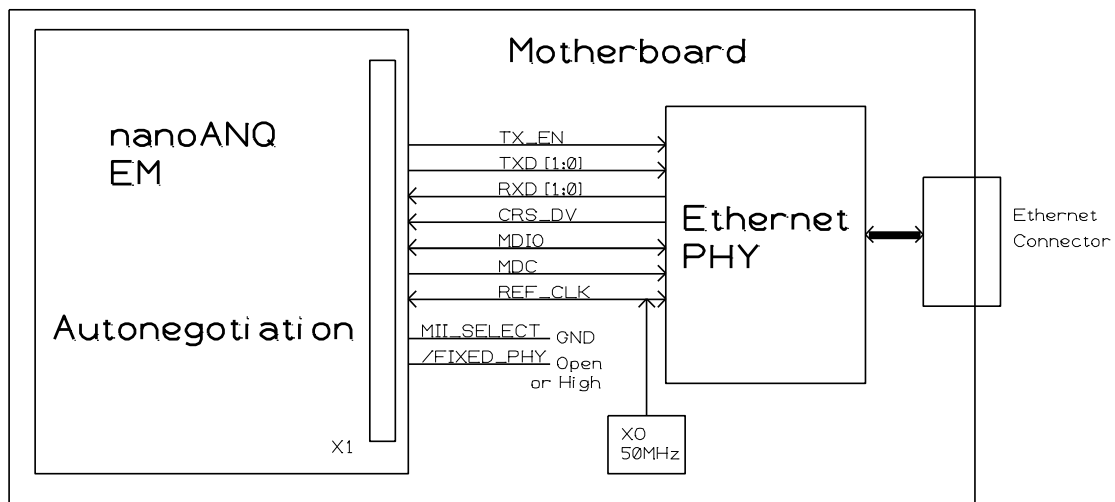 Motherboard
nanoANQ
EM
Autonegotiation
X1
TX_EN
TXD [1:0]
RXD [1:0]
CRS_DV
MDIO
MDC
REF_CLK
MII_SELECT GND
/FIXED_PHY Open
or High
Ethernet
PHY
XO
50MHz
Ethernet
Connector